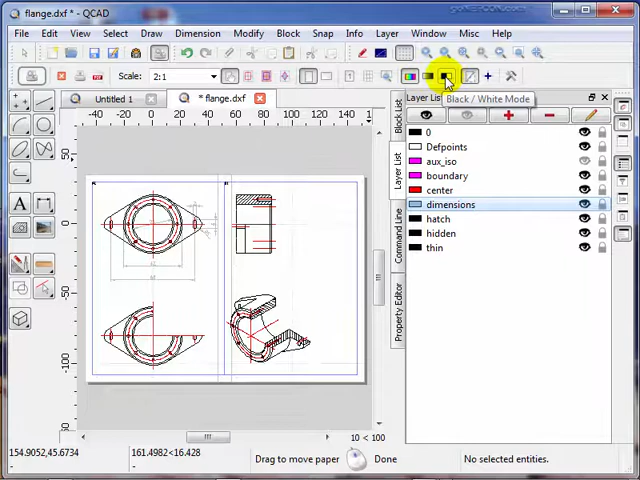 flange.dxf * - QCAD
File Edit View Select Draw Dimension Modify Block Snap Info Layer Window Misc Help
Scale: 2:1
Untitled 1 * flange.dxf
Layer List
Black / White Mode
-40 -20 0 20 40 60 80 100 120 140
50
0
-50
-100
Block List
Layer List
Command Line
Property Editor
0
Defpoints
aux_iso
boundary
center
dimensions
hatch
hidden
thin
10 < 100
154.9052,45.6734
161.4982<16.428
Drag to move paper Done
No selected entities.